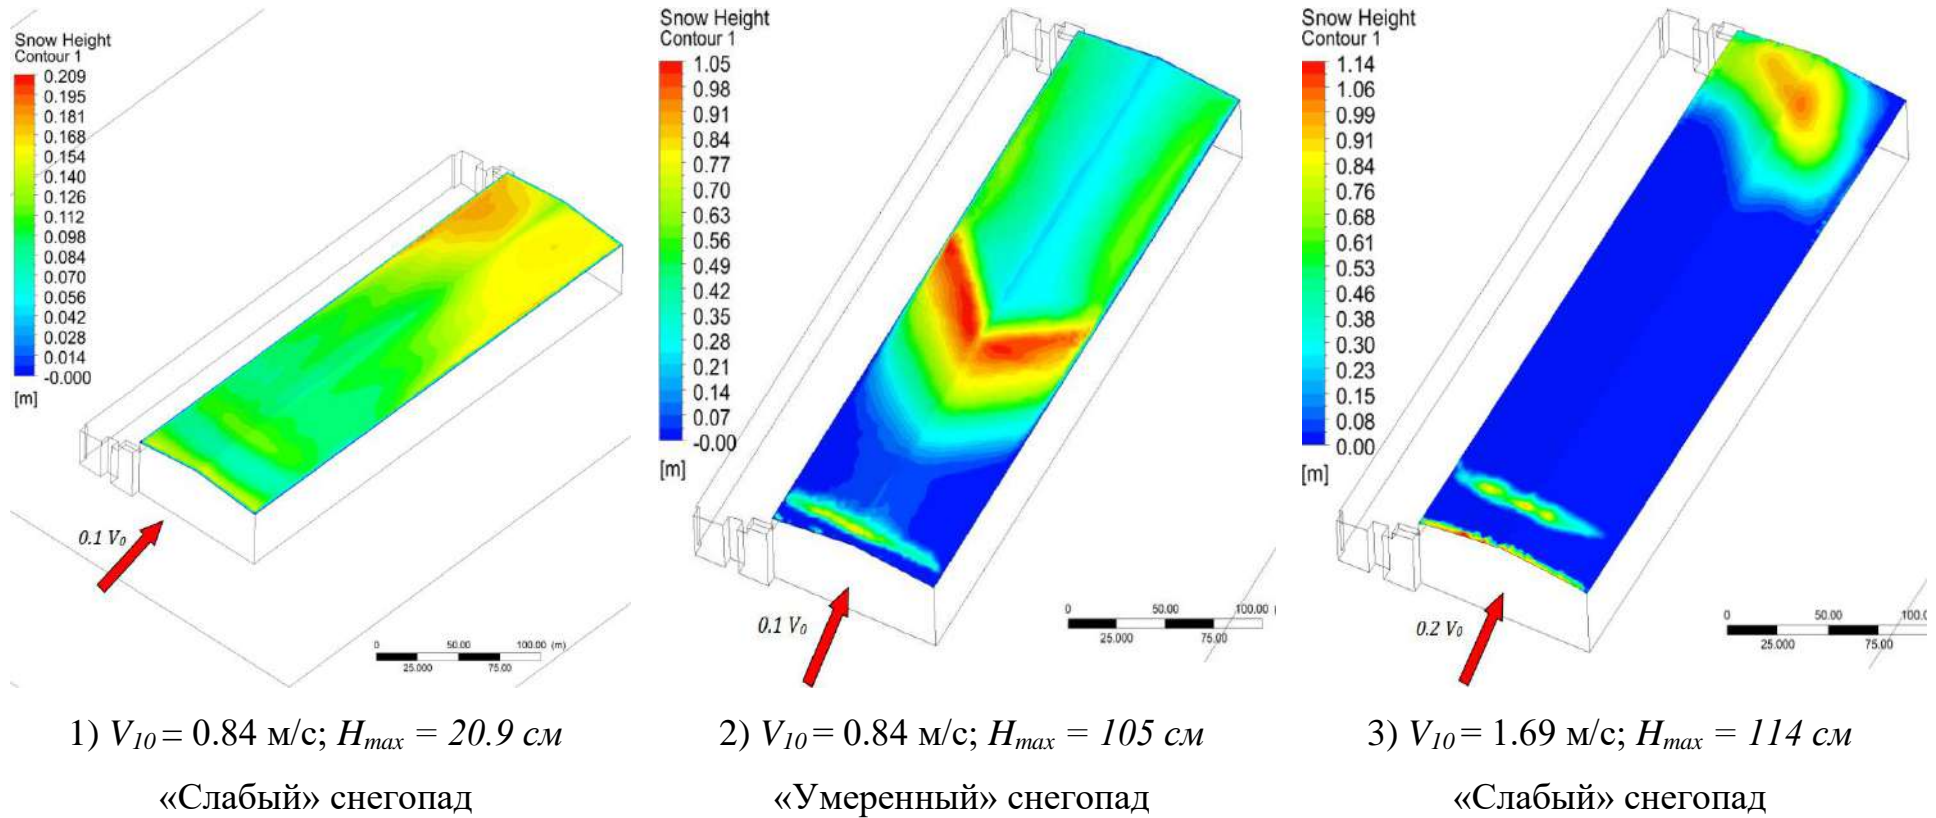 Snow Height
Contour 1
0.209
0.195
0.181
0.168
0.154
0.140
0.126
0.112
0.098
0.084
0.070
0.056
0.042
0.028
0.014
-0.000
[m]
0.1 V₀
0 50.00 100.00 (m)
25.000 75.00
Snow Height
Contour 1
1.05
0.98
0.91
0.84
0.77
0.70
0.63
0.56
0.49
0.42
0.35
0.28
0.21
0.14
0.07
-0.00
[m]
0.1 V₀
0 50.00 100.00 (
25.000 75.00
Snow Height
Contour 1
1.14
1.06
0.99
0.91
0.84
0.76
0.68
0.61
0.53
0.46
0.38
0.30
0.23
0.15
0.08
0.00
[m]
0.2 V₀
0 50.00 100.0
25.000 75.00
1) V₁₀ = 0.84 м/с; Hmax = 20.9 см
«Слабый» снегопад
2) V₁₀ = 0.84 м/с; Hmax = 105 см
«Умеренный» снегопад
3) V₁₀ = 1.69 м/с; Hmax = 114 см
«Слабый» снегопад